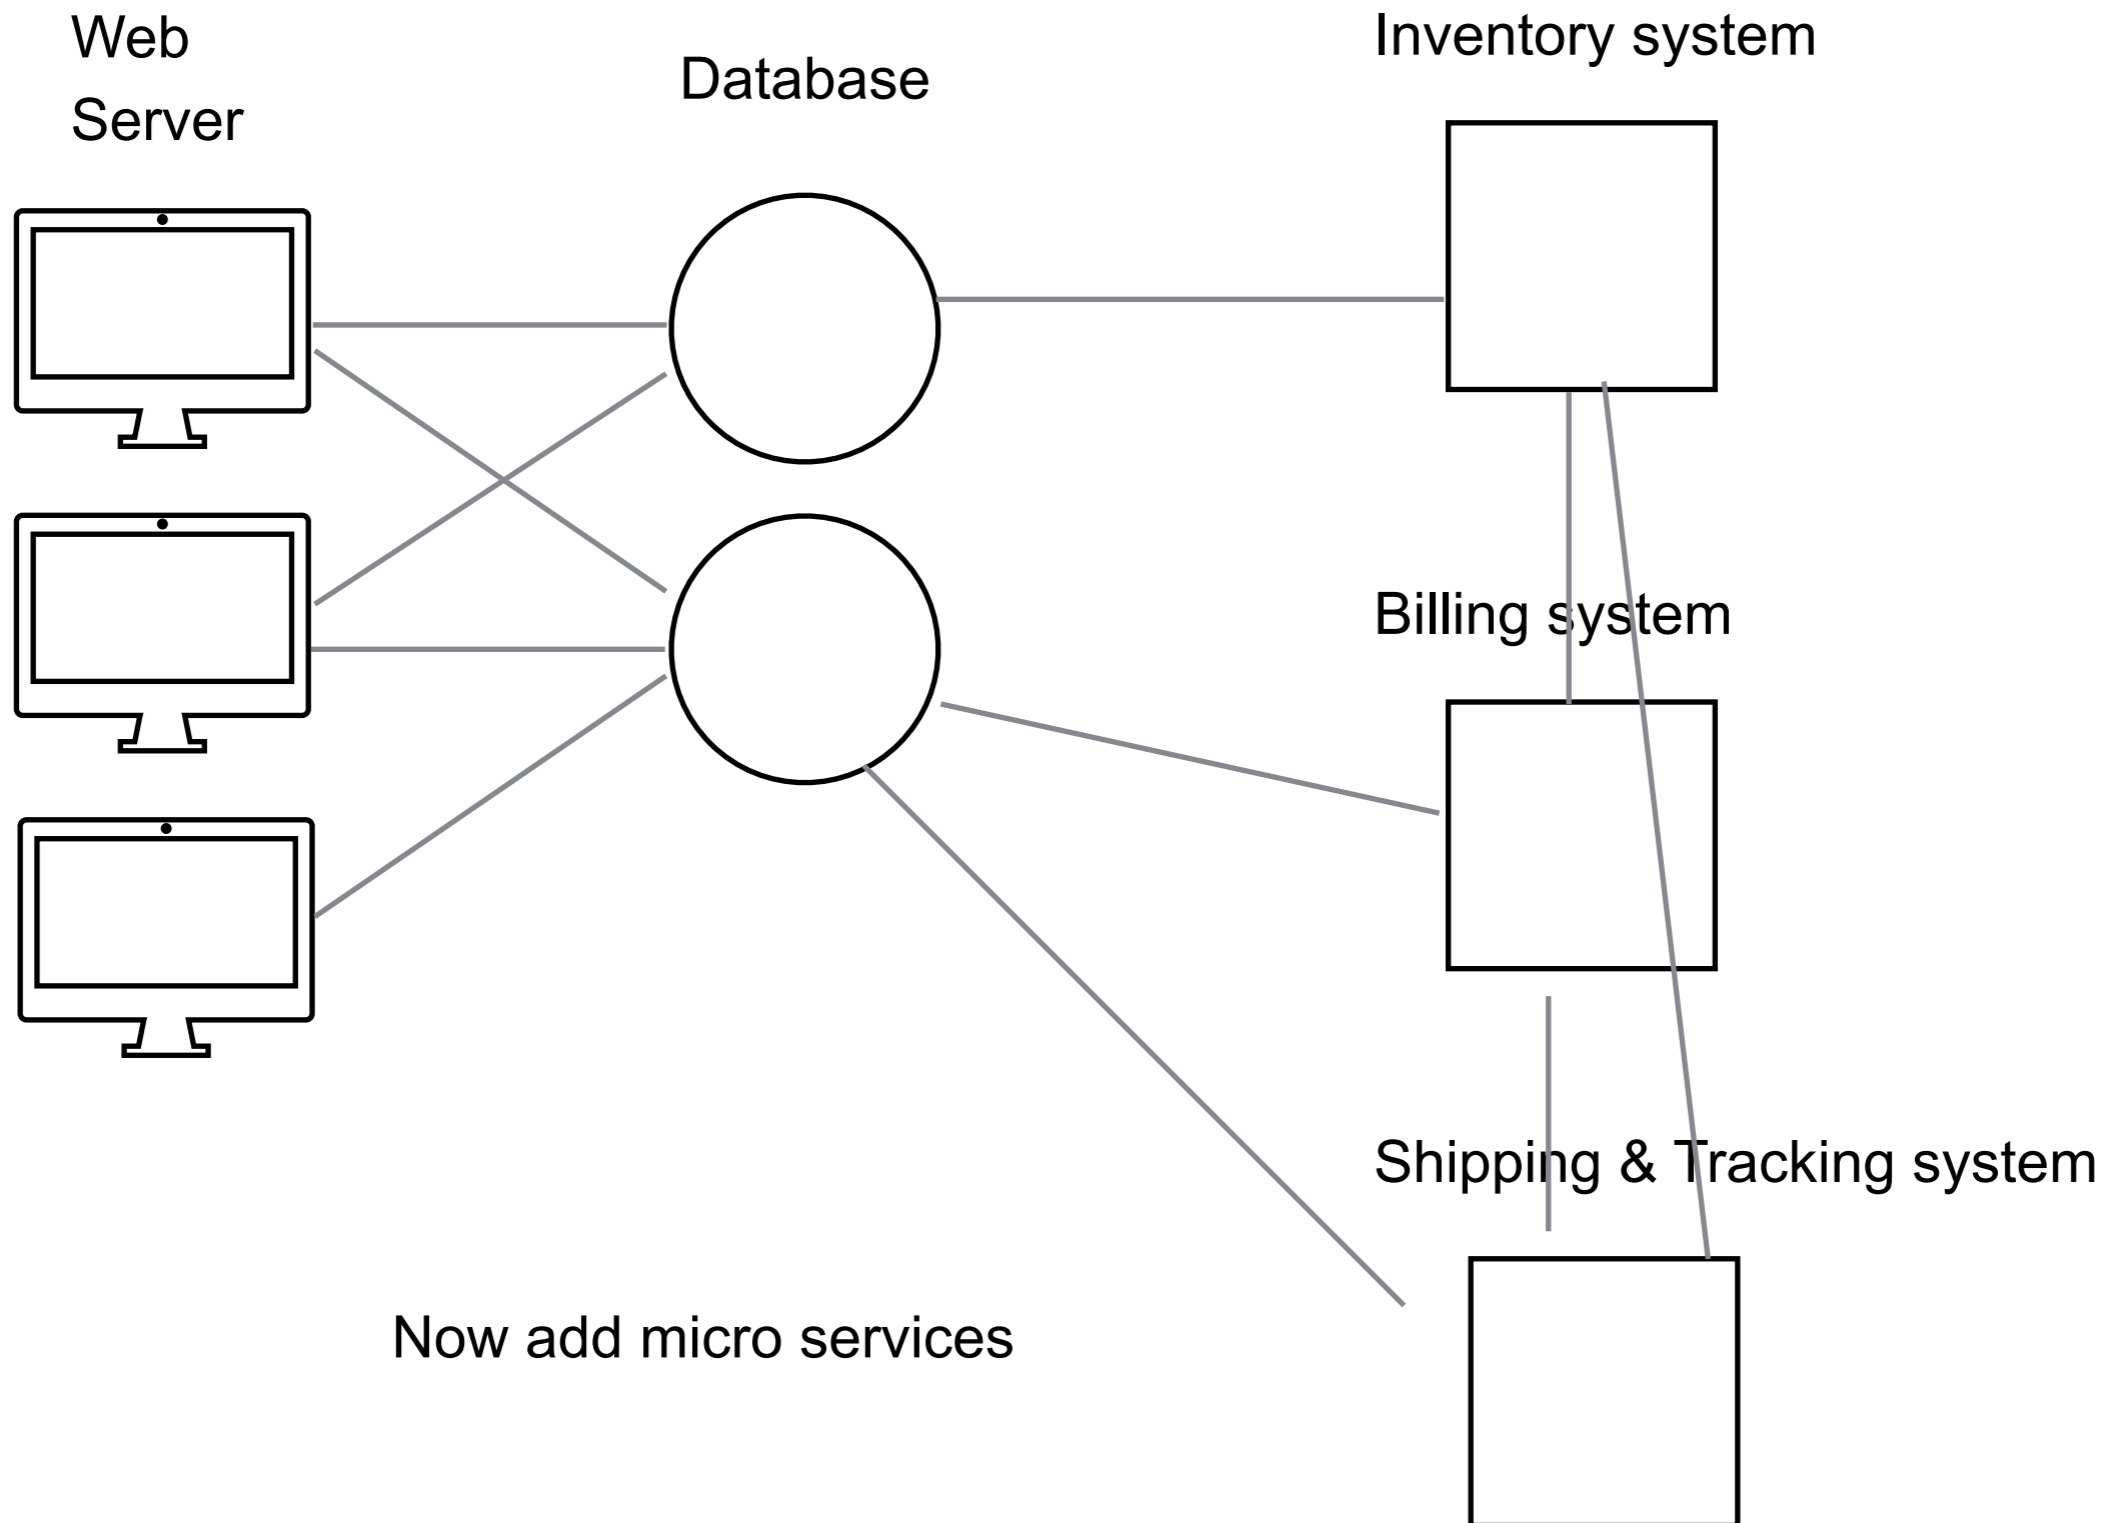 Web
Server
Database
Inventory system
Billing system
Shipping & Tracking system
Now add micro services